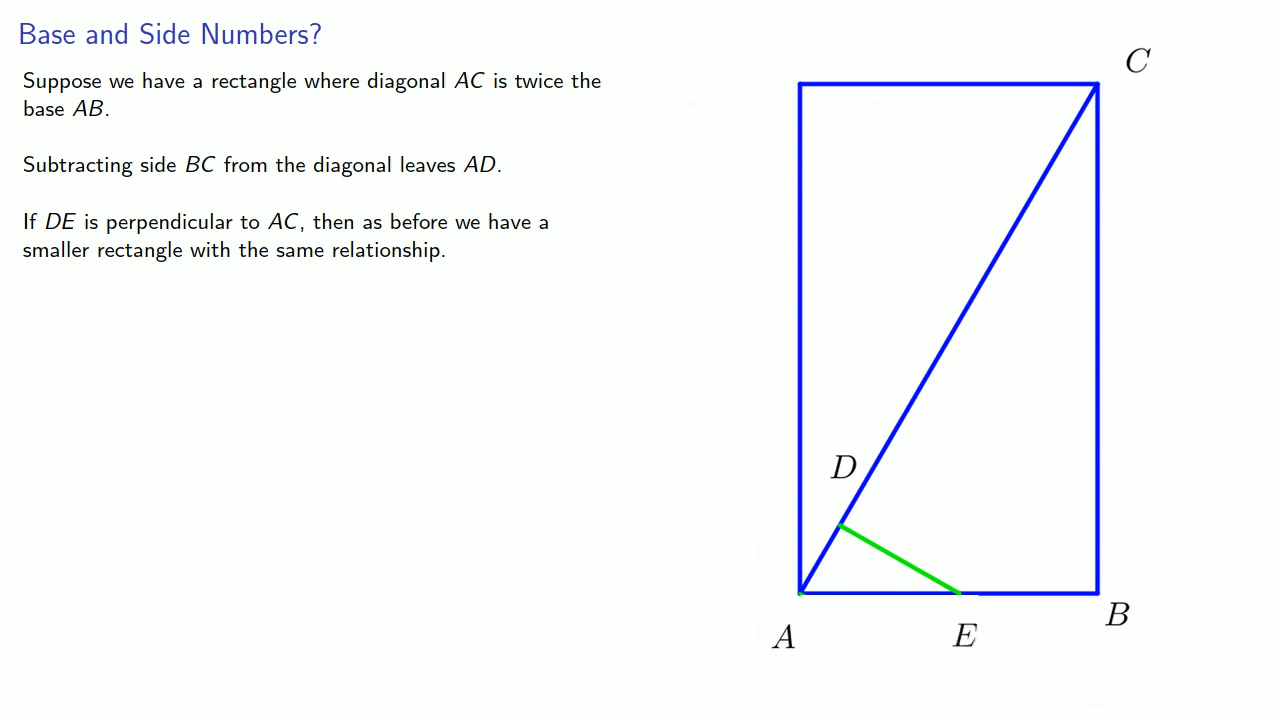 Base and Side Numbers?
Suppose we have a rectangle where diagonal AC is twice the
base AB.
Subtracting side BC from the diagonal leaves AD.
If DE is perpendicular to AC, then as before we have a
smaller rectangle with the same relationship.
C
D
B
A
E